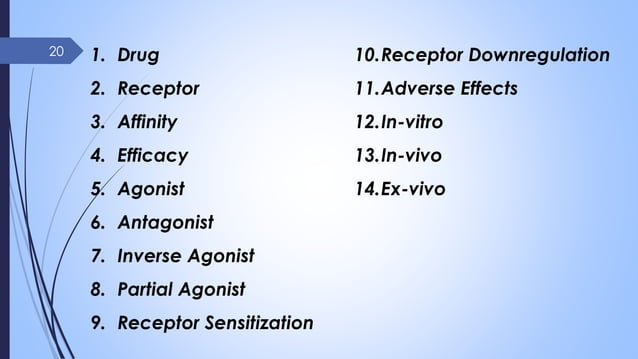 20
1. Drug
2. Receptor
3. Affinity
4. Efficacy
5. Agonist
6. Antagonist
7. Inverse Agonist
8. Partial Agonist
9. Receptor Sensitization
10.Receptor Downregulation
11.Adverse Effects
12.In-vitro
13.In-vivo
14.Ex-vivo